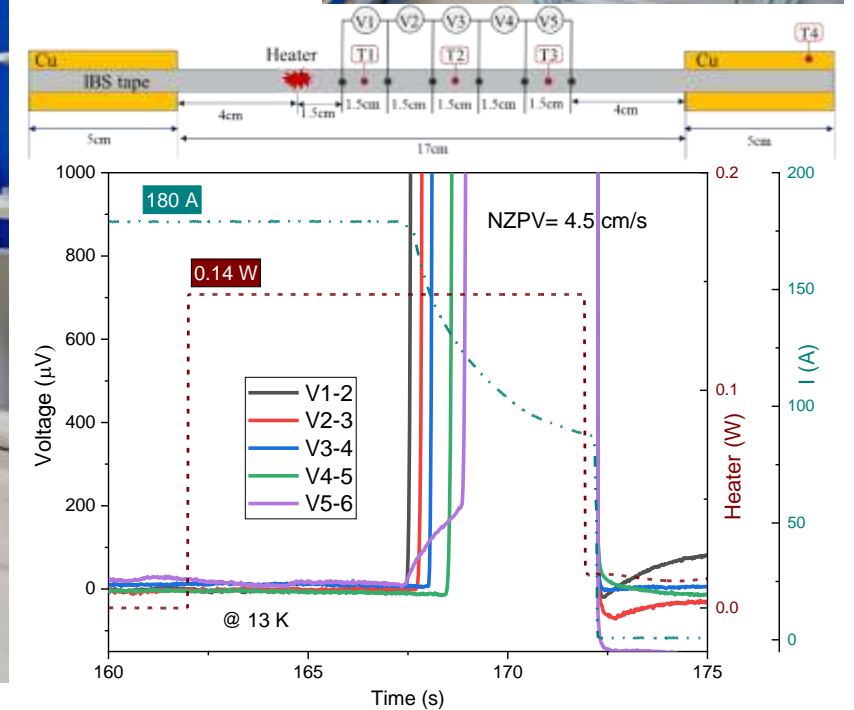 V1 V2 V3 V4 V5
Cu
Heater
T1 T2 T3
Cu
T4
IBS tape
4cm
1.5cm
1.5cm 1.5cm 1.5cm 1.5cm 1.5cm
4cm
5cm
17cm
5cm
1000
800
600
400
200
0
Voltage (μV)
180 A
NZPV= 4.5 cm/s
0.14 W
V1-2
V2-3
V3-4
V4-5
V5-6
@ 13 K
160 165 170 175
Time (s)
0.2
0.1
0.0
Heater (W)
200
150
100
50
0
I (A)